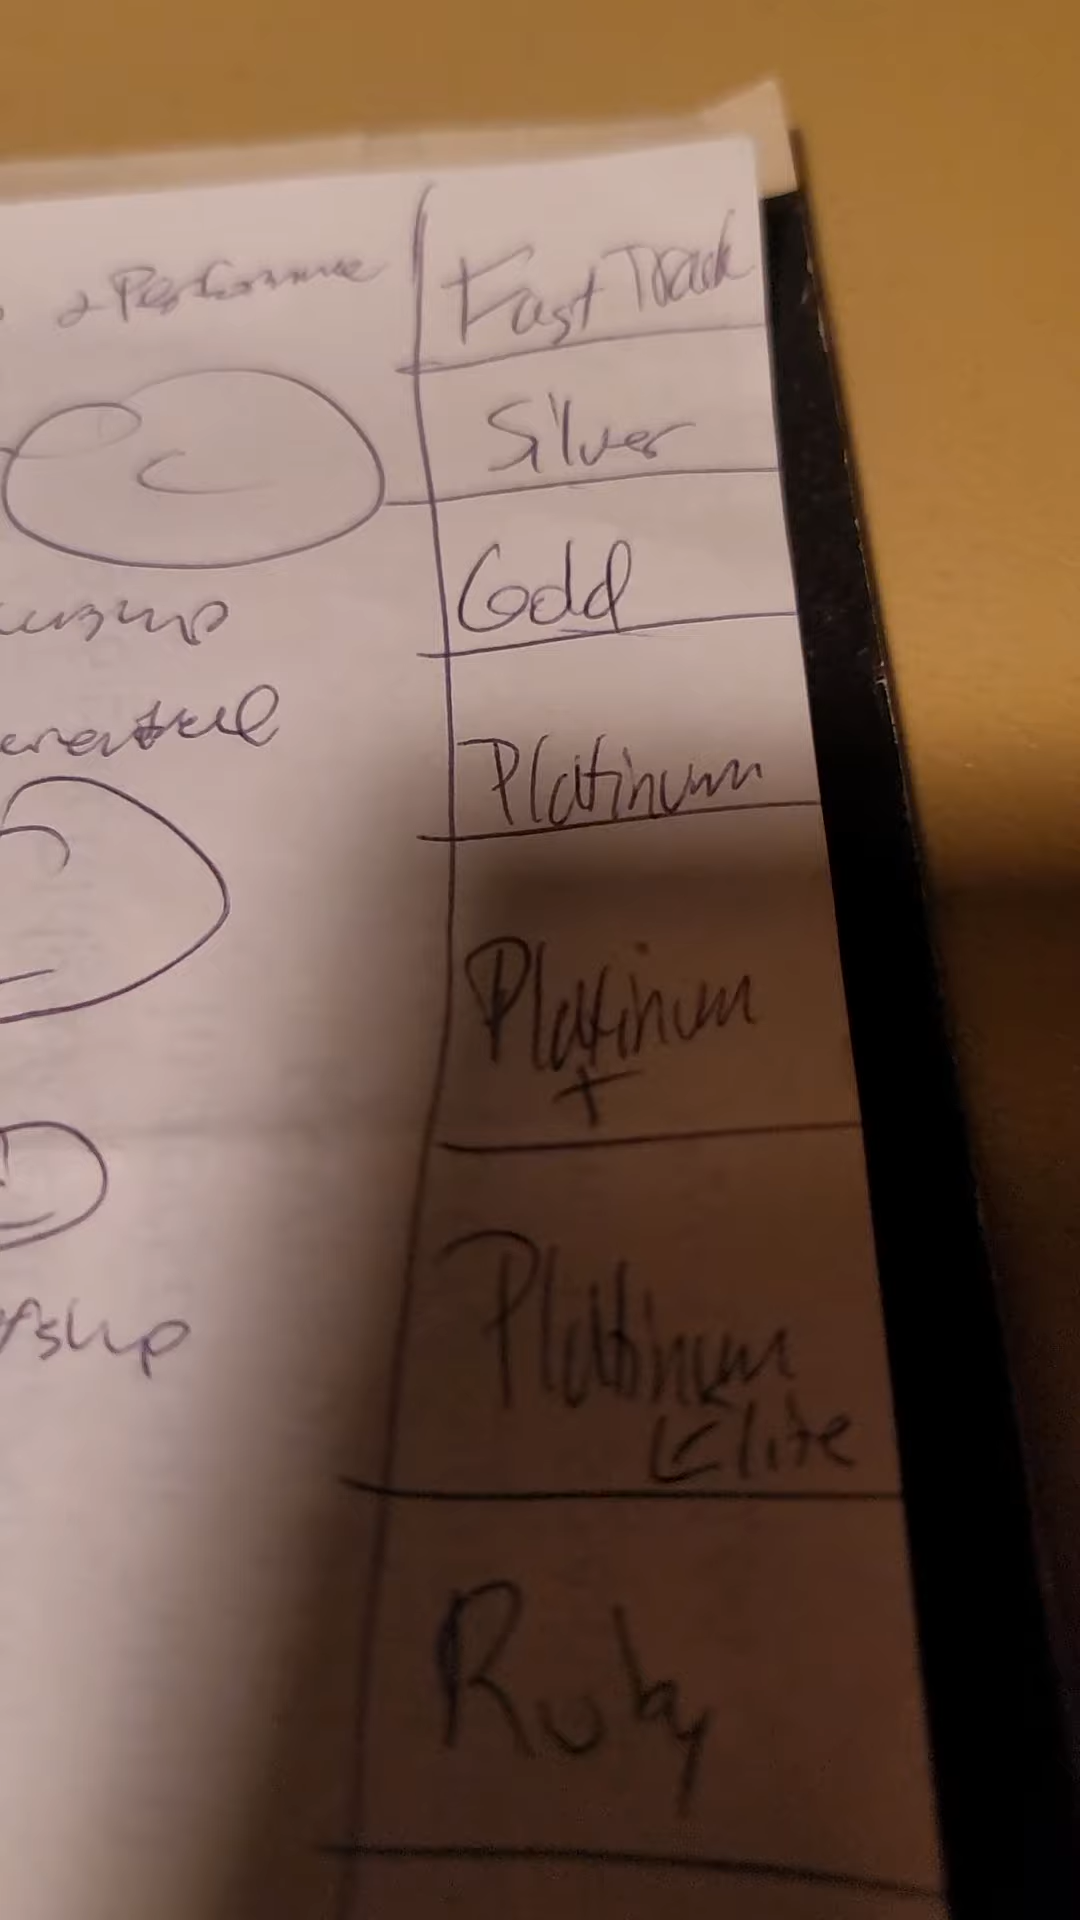 Performance
Fast Track
Silver
C
Gold
Platinum
Platinum
+
Platinum
Elite
Ruby